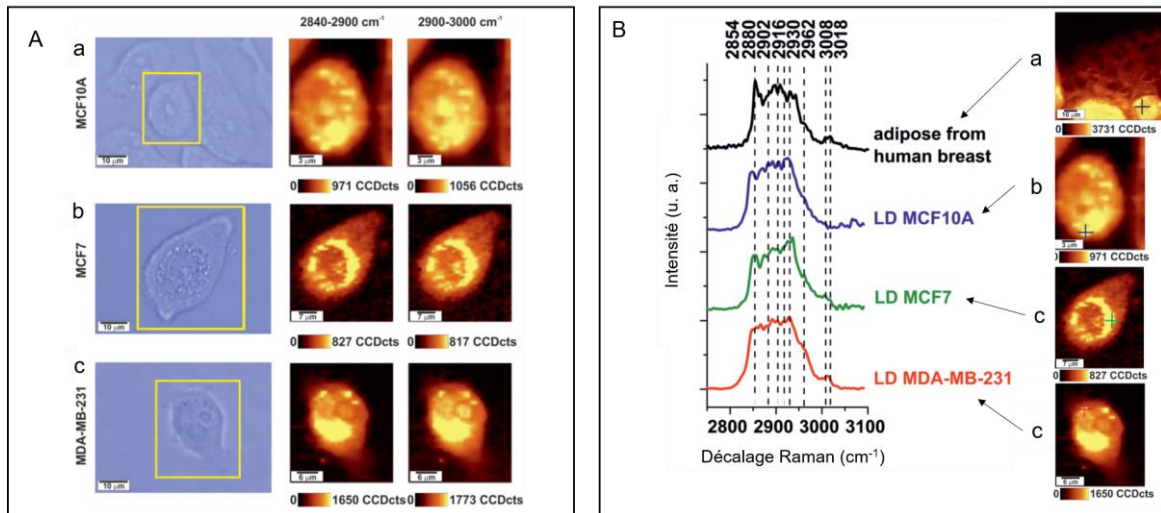 A
2840-2900 cm⁻¹
2900-3000 cm⁻¹
a
MCF10A
10 µm
3 µm
3 µm
0 971 CCDcts
0 1056 CCDcts
b
MCF7
10 µm
7 µm
7 µm
0 827 CCDcts
0 817 CCDcts
c
MDA-MB-231
10 µm
6 µm
6 µm
0 1650 CCDcts
0 1773 CCDcts
B
2854
2880
2902
2916
2930
2962
3008
3018
Intensité (u. a.)
adipose from
human breast
LD MCF10A
LD MCF7
LD MDA-MB-231
2800 2900 3000 3100
Décalage Raman (cm⁻¹)
a
10 µm
0 3731 CCDcts
b
3 µm
0 971 CCDcts
c
7 µm
0 827 CCDcts
c
6 µm
0 1650 CCDcts